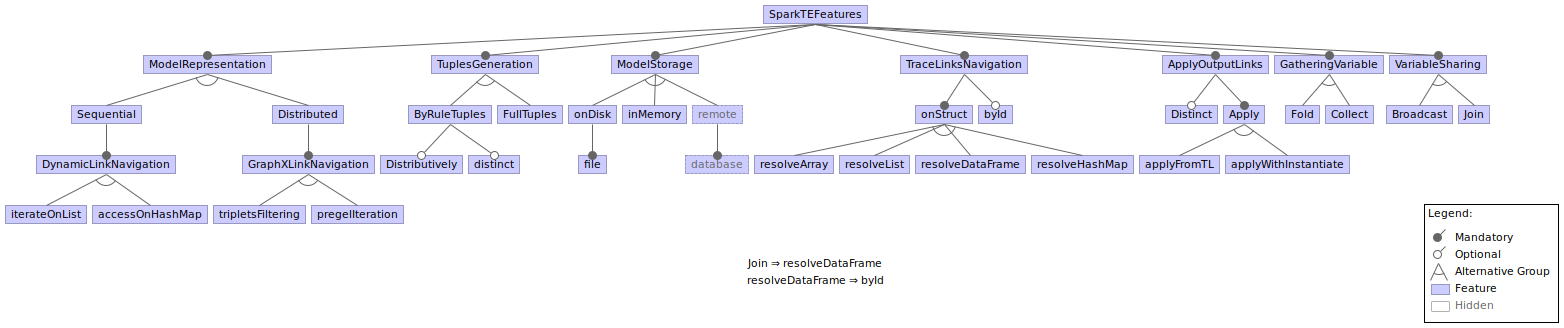 SparkTEFeatures
ModelRepresentation TuplesGeneration ModelStorage TraceLinksNavigation ApplyOutputLinks GatheringVariable VariableSharing
Sequential Distributed ByRuleTuples FullTuples onDisk inMemory remote onStruct byId Distinct Apply Fold Collect Broadcast Join
DynamicLinkNavigation GraphXLinkNavigation Distributively distinct file database resolveArray resolveList resolveDataFrame resolveHashMap applyFromTL applyWithInstantiate
iterateOnList accessOnHashMap tripletsFiltering pregelIteration
Join ⇒ resolveDataFrame
resolveDataFrame ⇒ byId
Legend:
Mandatory
Optional
Alternative Group
Feature
Hidden